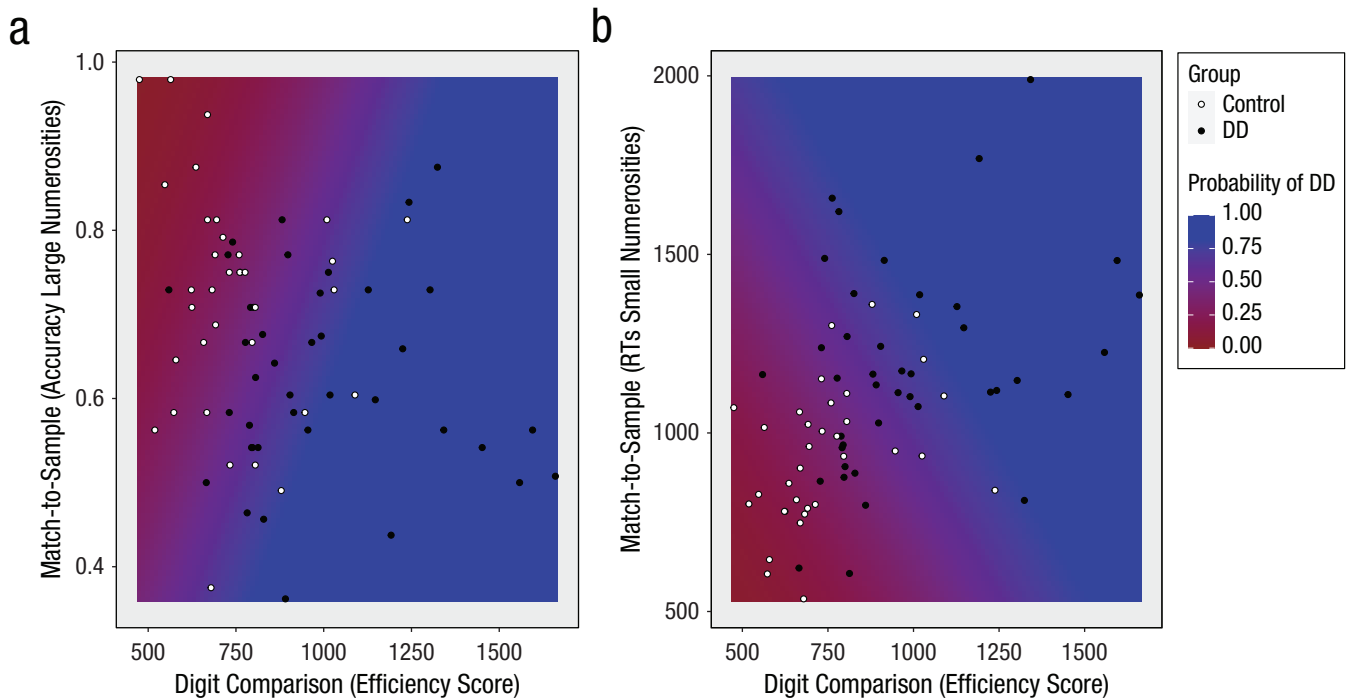 a
Match-to-Sample (Accuracy Large Numerosities)
1.0
0.8
0.6
0.4
500 750 1000 1250 1500
Digit Comparison (Efficiency Score)
b
Match-to-Sample (RTs Small Numerosities)
2000
1500
1000
500
500 750 1000 1250 1500
Digit Comparison (Efficiency Score)
Group
Control
DD
Probability of DD
1.00
0.75
0.50
0.25
0.00